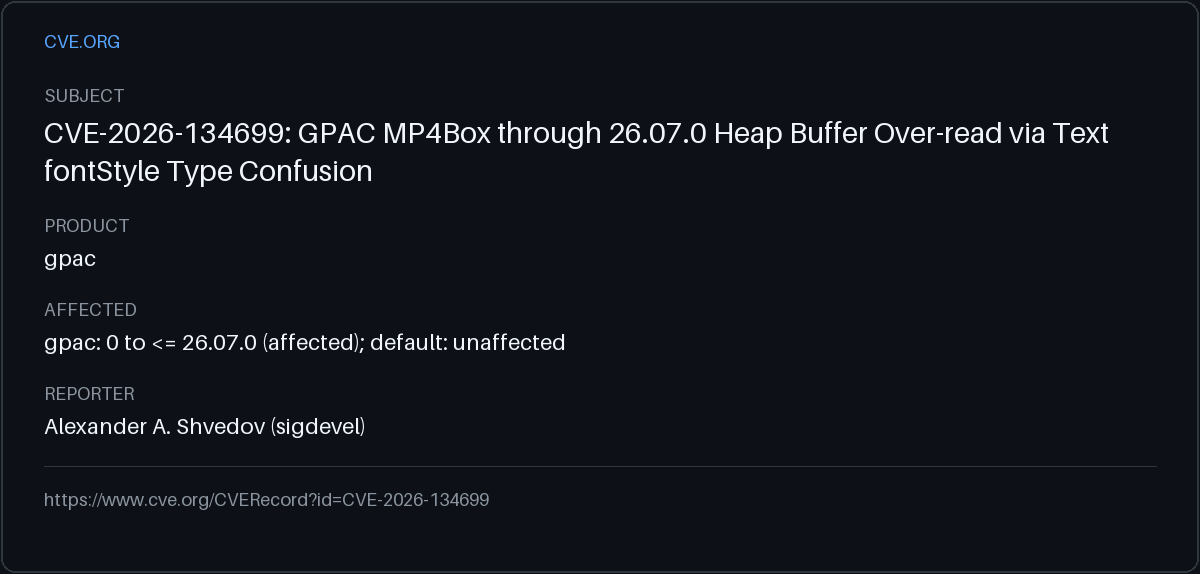 CVE.ORG
SUBJECT
CVE-2026-134699: GPAC MP4Box through 26.07.0 Heap Buffer Over-read via Text
fontStyle Type Confusion
PRODUCT
gpac
AFFECTED
gpac: 0 to <= 26.07.0 (affected); default: unaffected
REPORTER
Alexander A. Shvedov (sigdevel)
https://www.cve.org/CVERecord?id=CVE-2026-134699